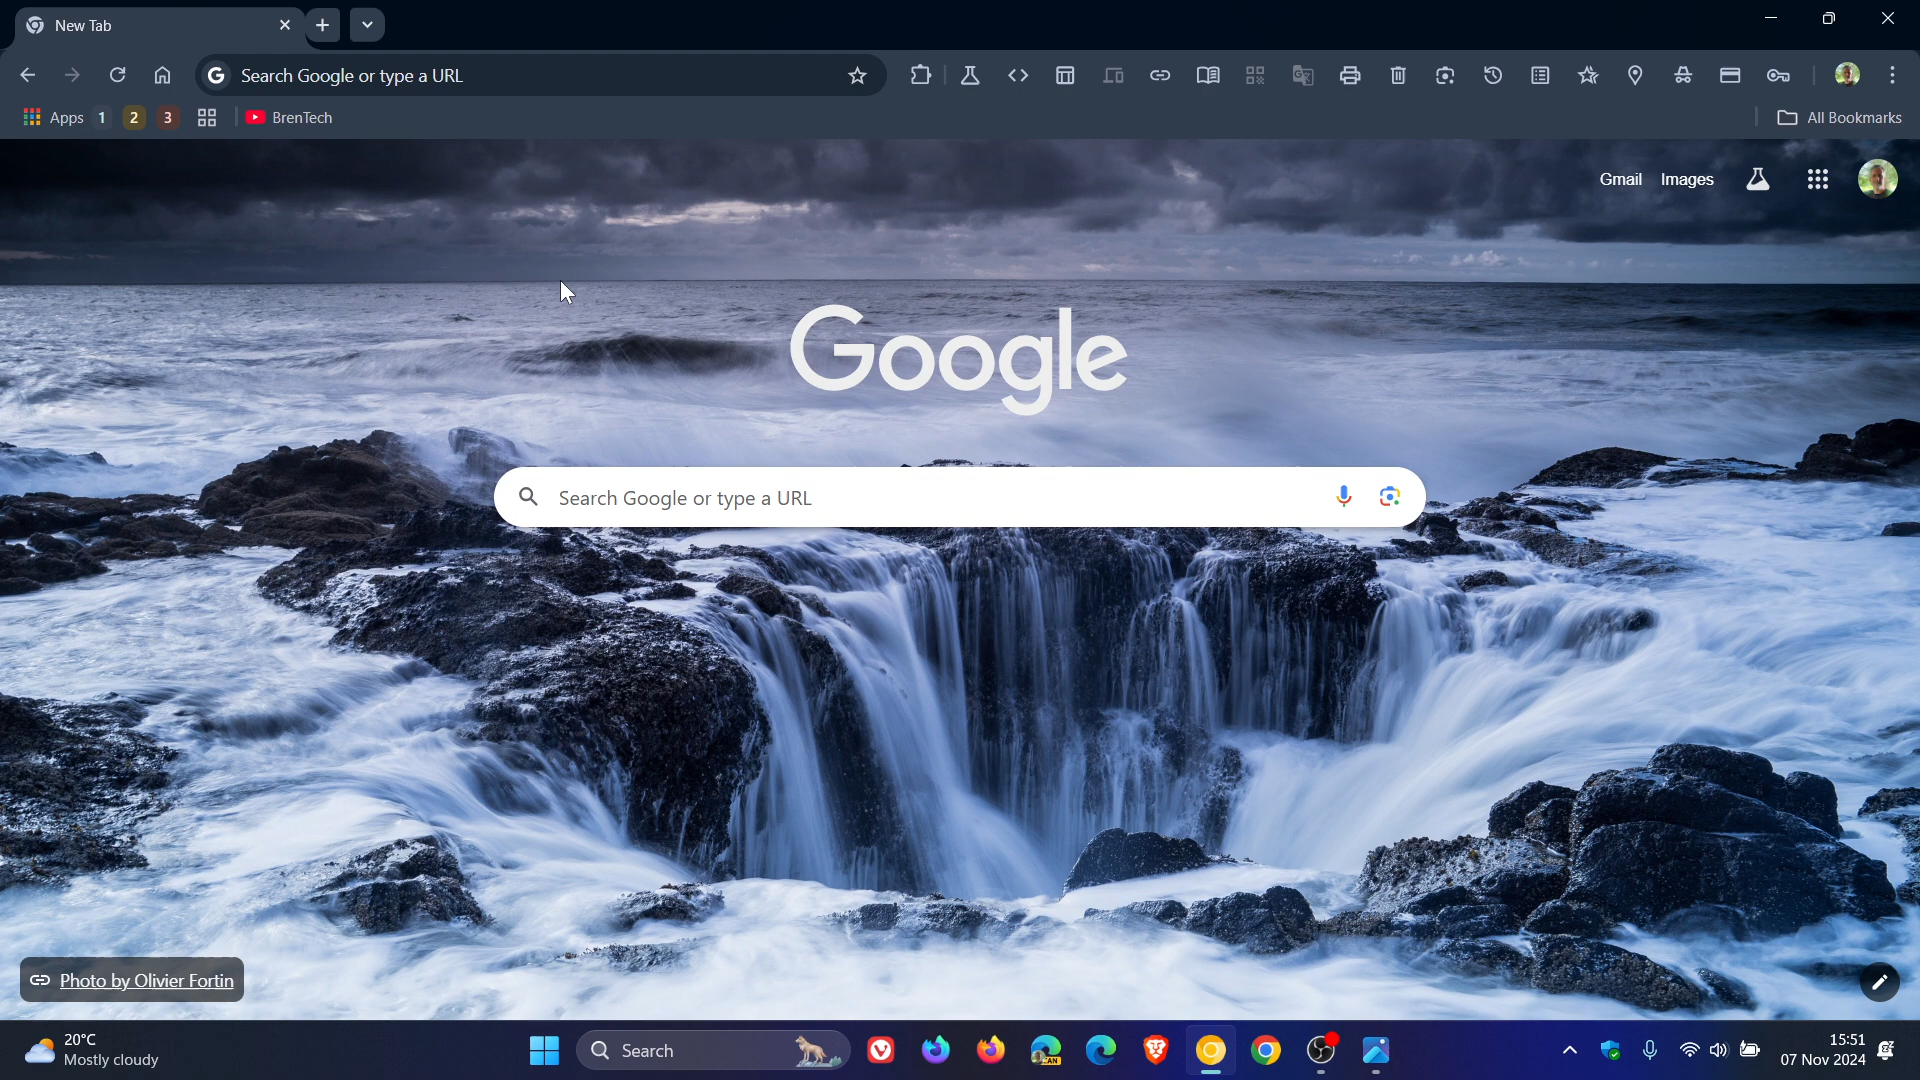 New Tab
Search Google or type a URL
Apps 1 2 3 BrenTech All Bookmarks
Gmail Images
Google
Search Google or type a URL
Photo by Olivier Fortin
20°C
Mostly cloudy
Search
CAN
15:51
07 Nov 2024